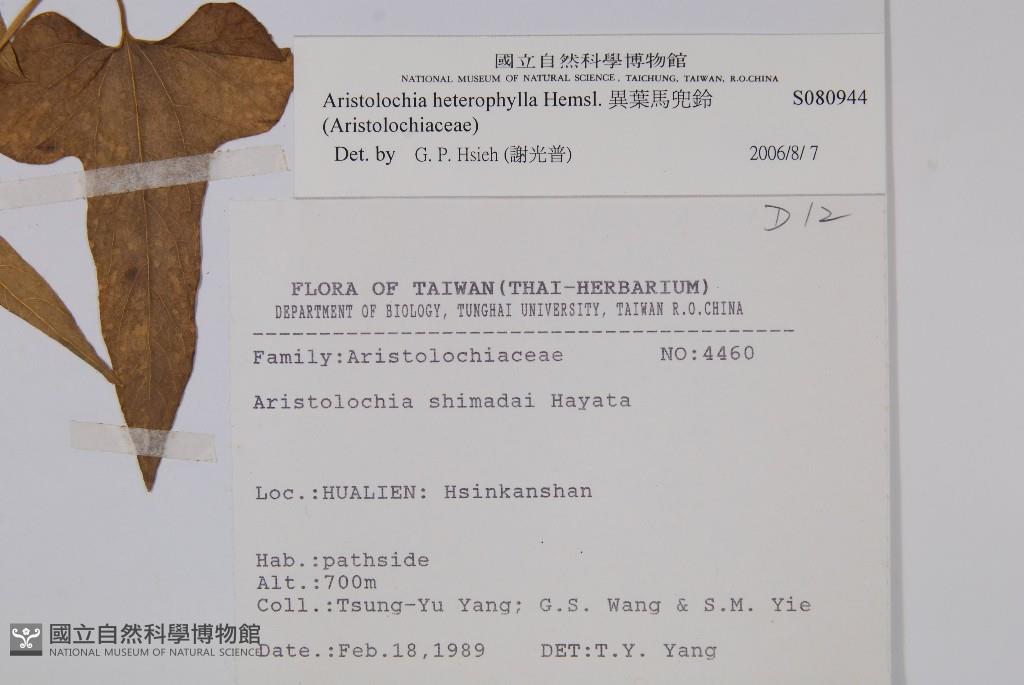 國立自然科學博物館
NATIONAL MUSEUM OF NATURAL SCIENCE, TAICHUNG, TAIWAN, R.O.CHINA
Aristolochia heterophylla Hemsl. 異葉馬兜鈴 S080944
(Aristolochiaceae)
Det. by G. P. Hsieh (謝光普) 2006/8/ 7
D 12
FLORA OF TAIWAN(THAI-HERBARIUM)
DEPARTMENT OF BIOLOGY, TUNGHAI UNIVERSITY, TAIWAN R.O.CHINA
Family:Aristolochiaceae NO:4460
Aristolochia shimadai Hayata
Loc.:HUALIEN: Hsinkanshan
Hab.:pathside
Alt.:700m
Coll.:Tsung-Yu Yang; G.S. Wang & S.M. Yie
Date.:Feb.18,1989 DET:T.Y. Yang
國立自然科學博物館
NATIONAL MUSEUM OF NATURAL SCIENCE